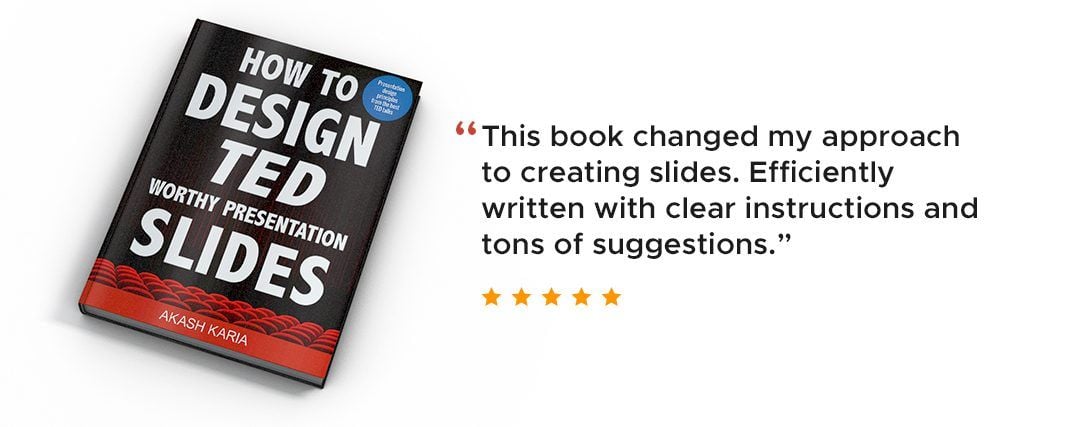 HOW TO
DESIGN
TED
WORTHY PRESENTATION
SLIDES
Presentation
design
principles
from the best
TED talks
AKASH KARIA
“This book changed my approach
to creating slides. Efficiently
written with clear instructions and
tons of suggestions.”